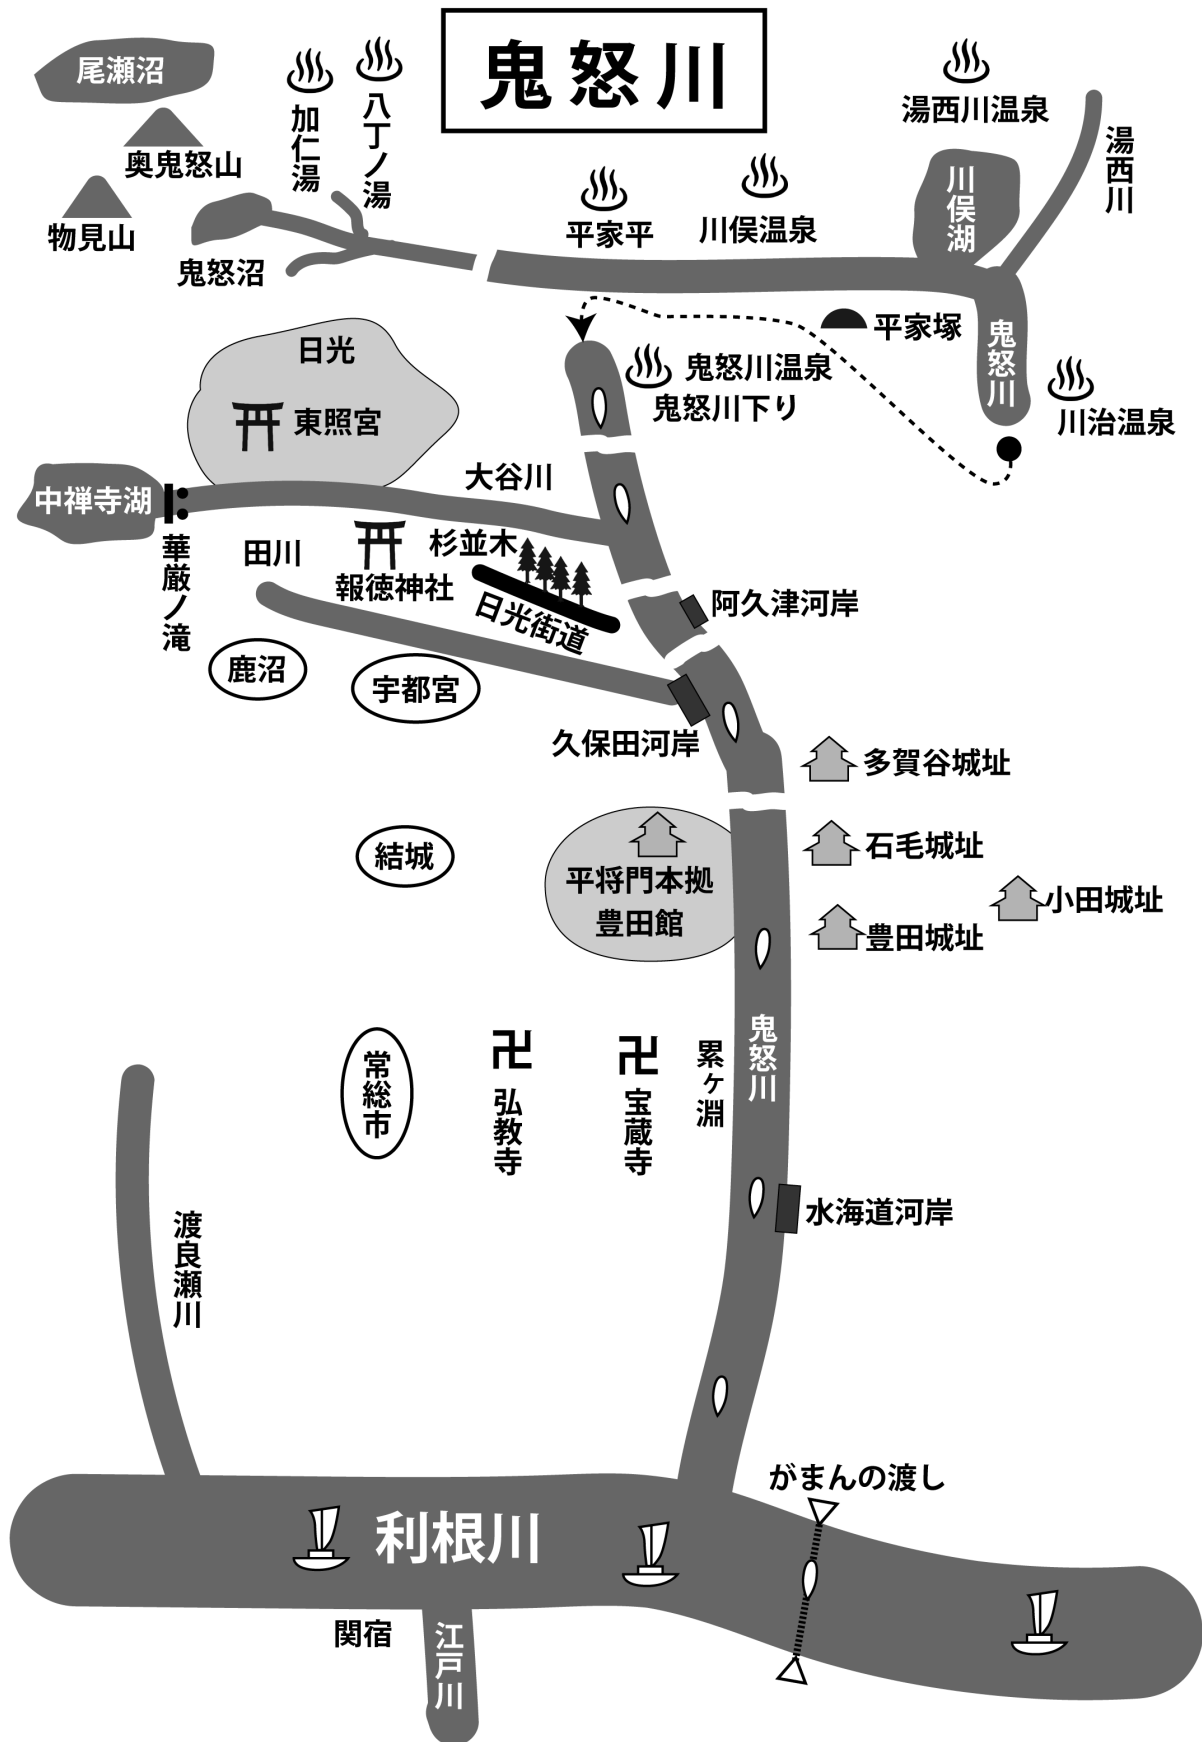 鬼怒川
尾瀬沼
奥鬼怒山
物見山
加仁湯
八丁ノ湯
鬼怒沼
平家平
川俣温泉
湯西川温泉
川俣湖
湯西川
平家塚
鬼怒川
川治温泉
鬼怒川温泉
鬼怒川下り
日光
東照宮
中禅寺湖
華厳ノ滝
大谷川
田川
報徳神社
杉並木
日光街道
阿久津河岸
鹿沼
宇都宮
久保田河岸
多賀谷城址
石毛城址
小田城址
豊田城址
結城
平将門本拠
豊田館
常総市
卍
弘教寺
卍
宝蔵寺
累ヶ淵
鬼怒川
水海道河岸
渡良瀬川
がまんの渡し
利根川
関宿
江戸川